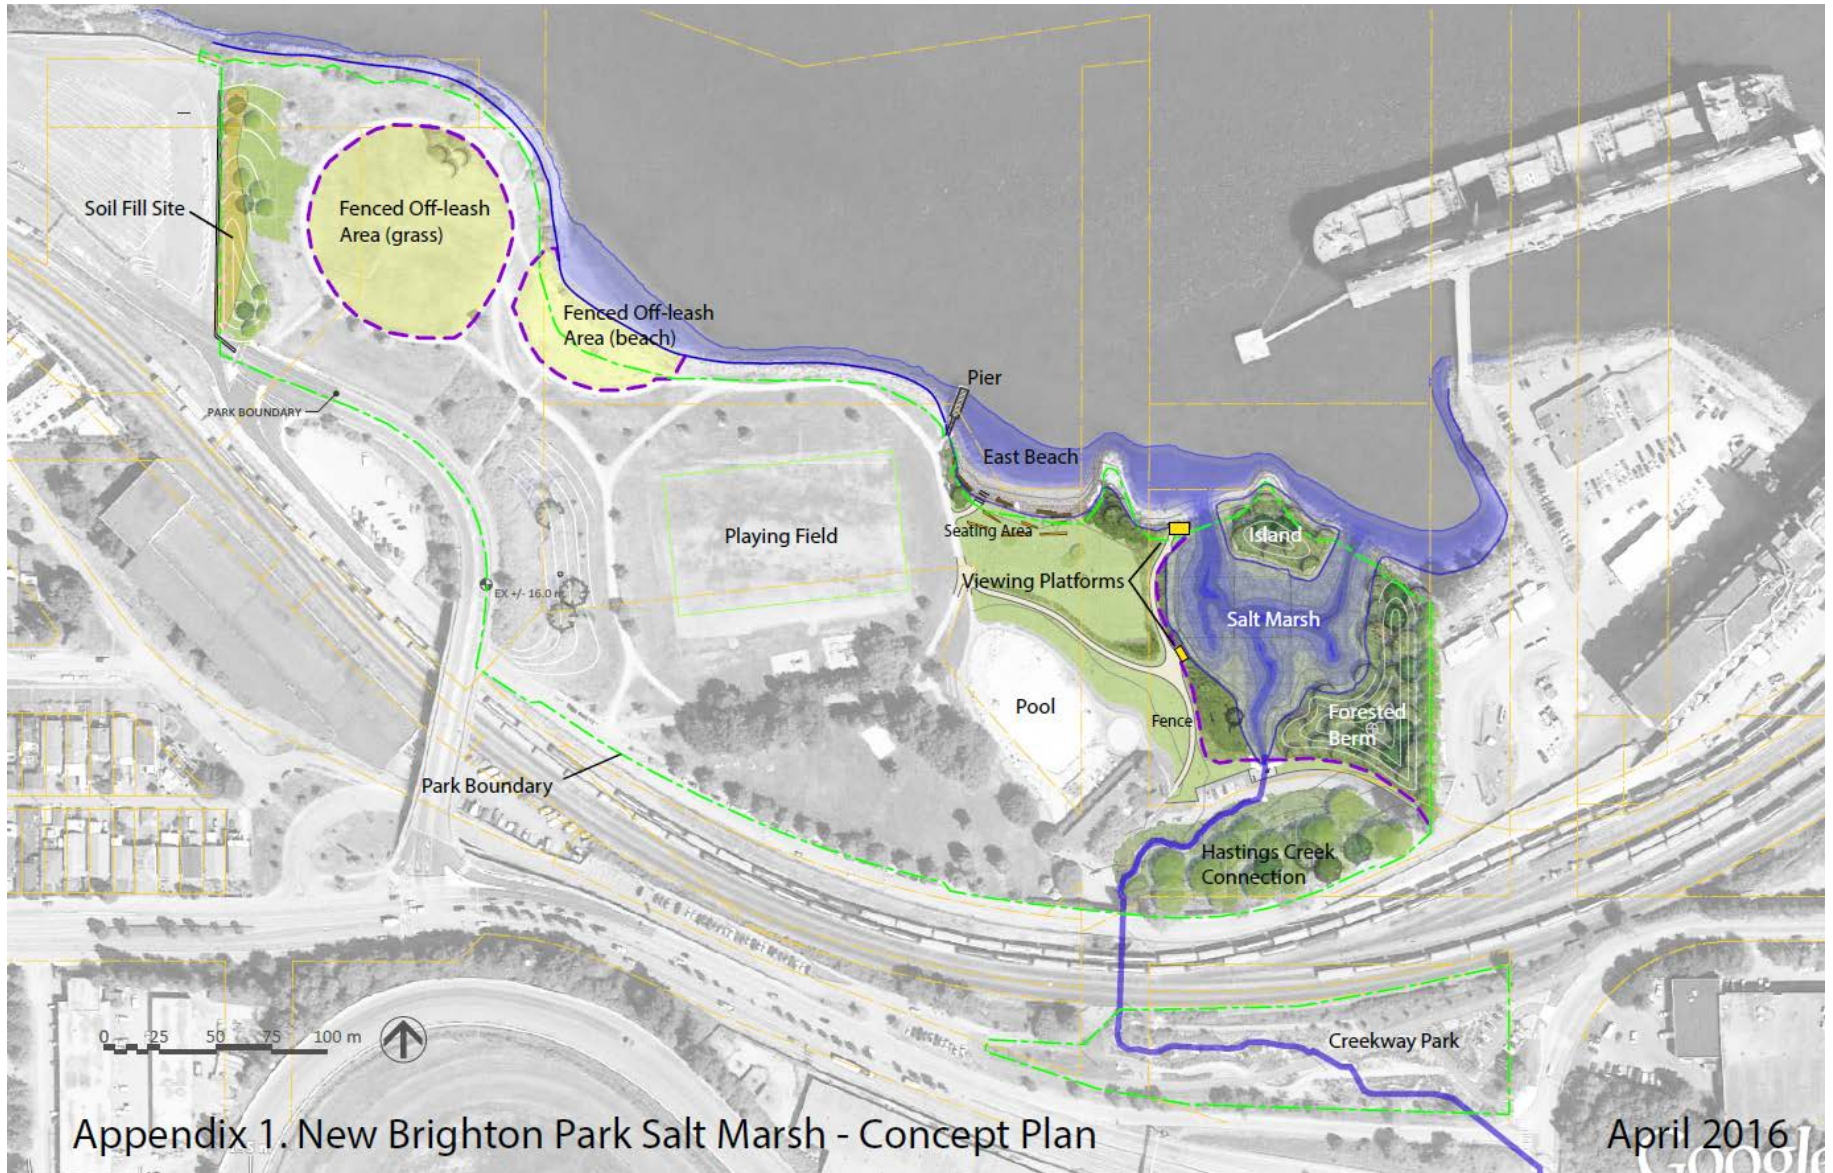 Soil Fill Site
Fenced Off-leash
Area (grass)
Fenced Off-leash
Area (beach)
Pier
PARK BOUNDARY
East Beach
Seating Area
Island
Playing Field
Viewing Platforms
EX +/- 16.0 m
Salt Marsh
Pool
Fence
Forested
Berm
Park Boundary
Hastings Creek
Connection
0 25 50 75 100 m
Creekway Park
Appendix 1. New Brighton Park Salt Marsh - Concept Plan
April 2016
Google